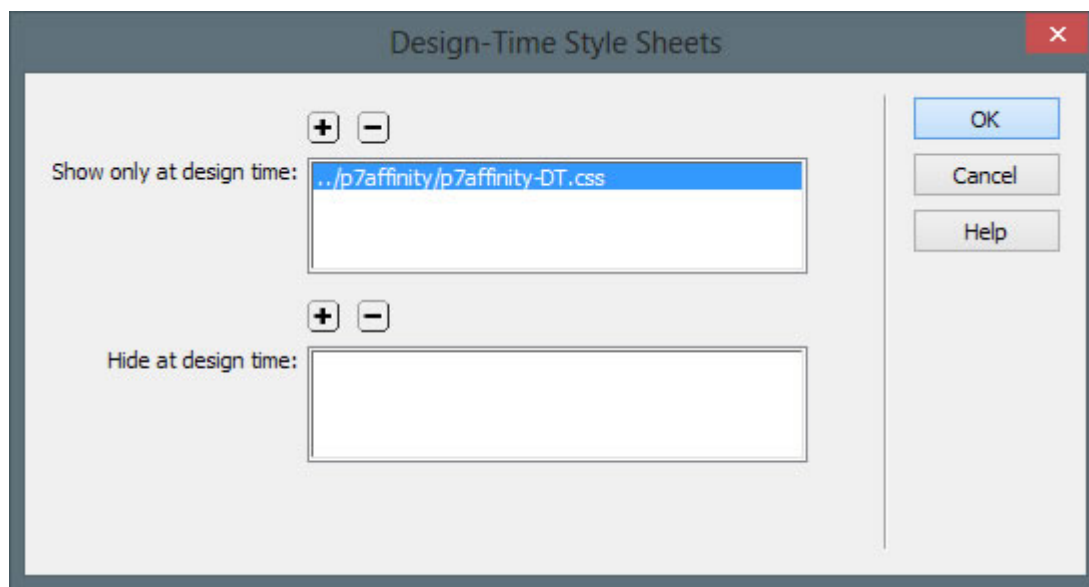 Design-Time Style Sheets
Show only at design time:
../p7affinity/p7affinity-DT.css
Hide at design time:
OK
Cancel
Help